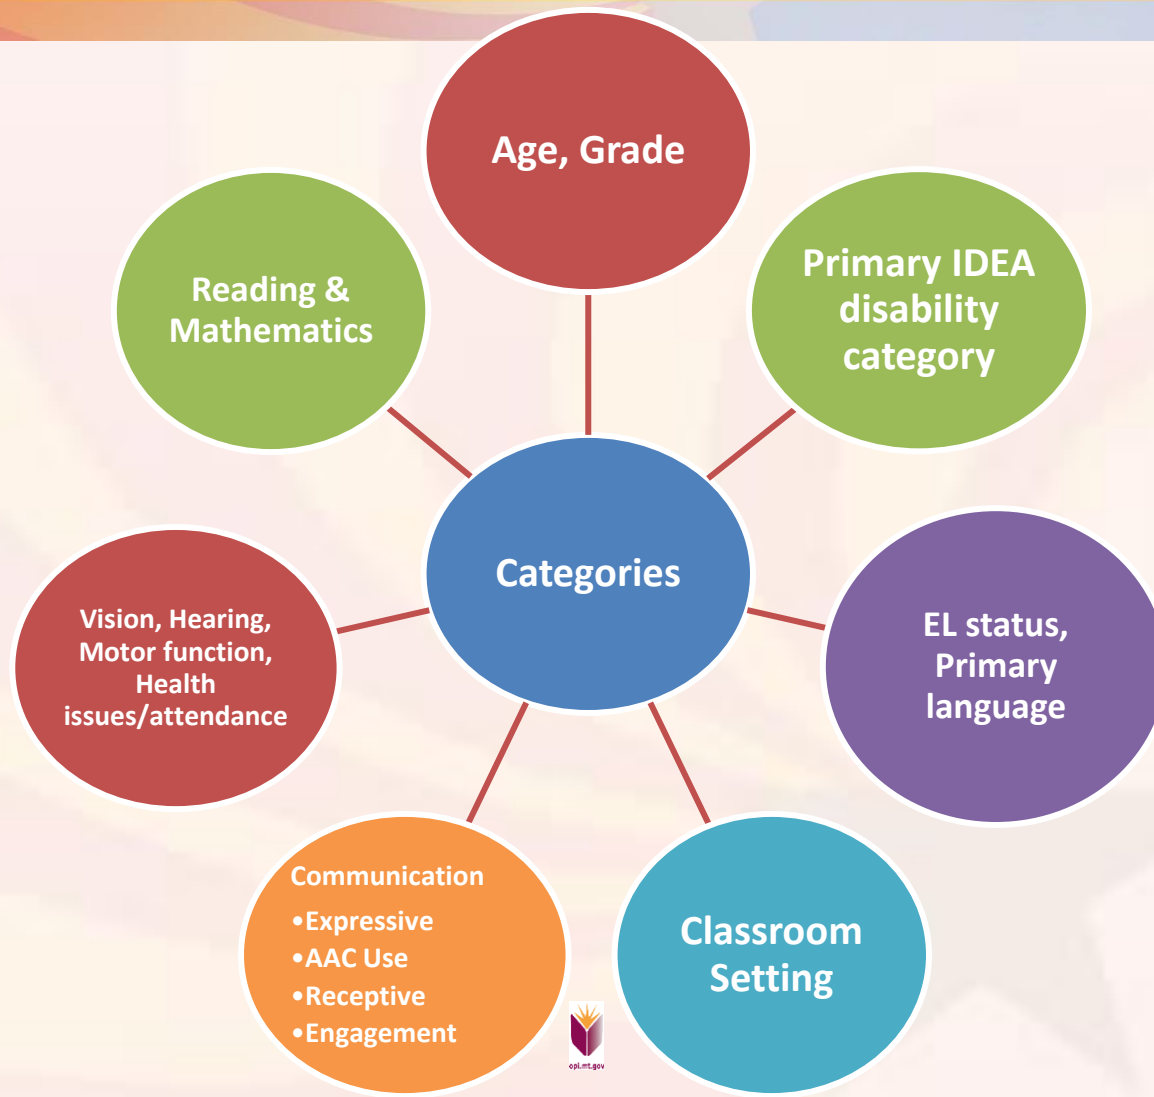 Age, Grade
Primary IDEA
disability
category
EL status,
Primary
language
Classroom
Setting
Communication
•Expressive
•AAC Use
•Receptive
•Engagement
Vision, Hearing,
Motor function,
Health
issues/attendance
Reading &
Mathematics
Categories
opi.mt.gov